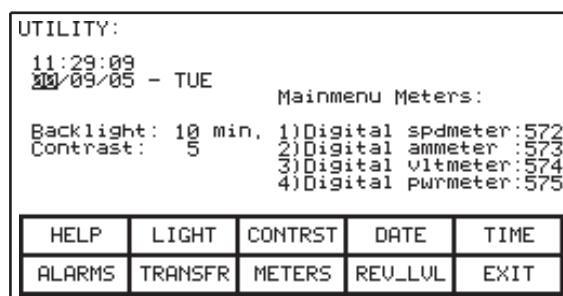 UTILITY:
11:29:09
00/09/05 - TUE
Mainmenu Meters:
Backlight: 10 min, 1)Digital spdmeter:572
Contrast: 5 2)Digital ammeter :573
3)Digital vltmeter:574
4)Digital pwrmeter:575
HELP LIGHT CONTRST DATE TIME
ALARMS TRANSFR METERS REV_LVL EXIT